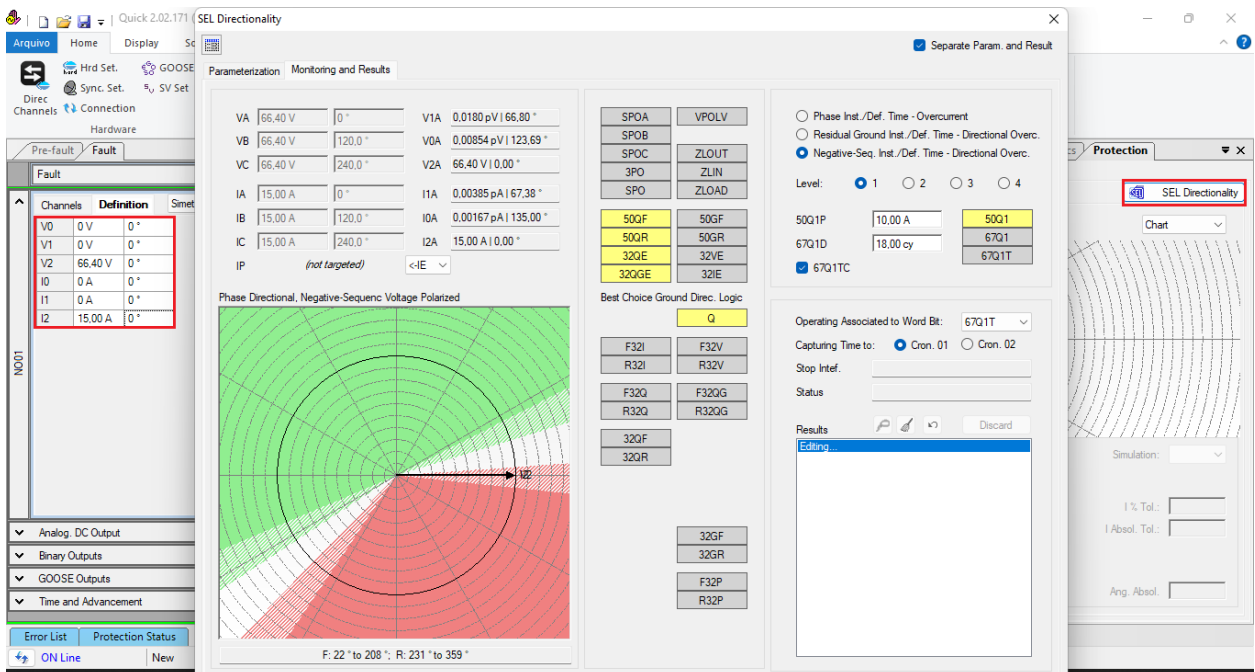 Quick 2.02.171 (
SEL Directionality
Arquivo Home Display Sc
Hrd Set. GOOSE
Sync. Set. SV Set
Direc Channels Connection
Hardware
Pre-fault Fault
Fault
Channels Definition Simet
V0 0 V 0 °
V1 0 V 0 °
V2 66,40 V 0 °
I0 0 A 0 °
I1 0 A 0 °
I2 15,00 A 0 °
NO01
Analog. DC Output
Binary Outputs
GOOSE Outputs
Time and Advancement
Error List Protection Status
ON Line New
Separate Param. and Result
Parameterization Monitoring and Results
VA 66,40 V 0 ° V1A 0,0180 pV | 66,80 °
VB 66,40 V 120,0 ° V0A 0,00854 pV | 123,69 °
VC 66,40 V 240,0 ° V2A 66,40 V | 0,00 °
IA 15,00 A 0 ° I1A 0,00385 pA | 67,38 °
IB 15,00 A 120,0 ° I0A 0,00167 pA | 135,00 °
IC 15,00 A 240,0 ° I2A 15,00 A | 0,00 °
IP (not targeted) <-IE
Phase Directional, Negative-Sequenc Voltage Polarized
F: 22 ° to 208 °; R: 231 ° to 359 °
SPOA VPOLV
SPOB
SPOC ZLOUT
3PO ZLIN
SPO ZLOAD
50QF 50GF
50QR 50GR
32QE 32VE
32QGE 32IE
Best Choice Ground Direc. Logic
Q
F32I F32V
R32I R32V
F32Q F32QG
R32Q R32QG
32QF
32QR
32GF
32GR
F32P
R32P
Phase Inst./Def. Time - Overcurrent
Residual Ground Inst./Def. Time - Directional Overc.
Negative-Seq. Inst./Def. Time - Directional Overc.
Level: 1 2 3 4
50Q1P 10,00 A 50Q1
67Q1D 18,00 cy 67Q1
67Q1TC 67Q1T
Operating Associated to Word Bit: 67Q1T
Capturing Time to: Cron. 01 Cron. 02
Stop Intef.
Status
Results Discard
Editing...
Protection
SEL Directionality
Chart
Simulation:
I % Tol.:
I Absol. Tol.:
Ang. Absol.